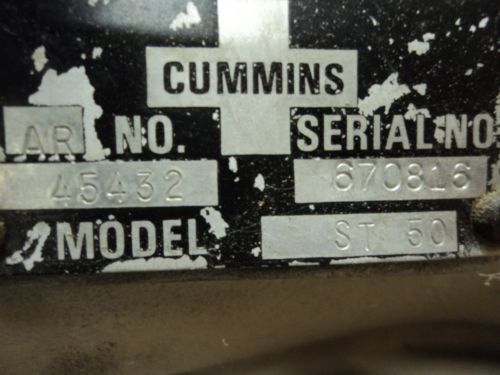 CUMMINS
AR NO. SERIAL NO.
45432 670816
MODEL ST 50